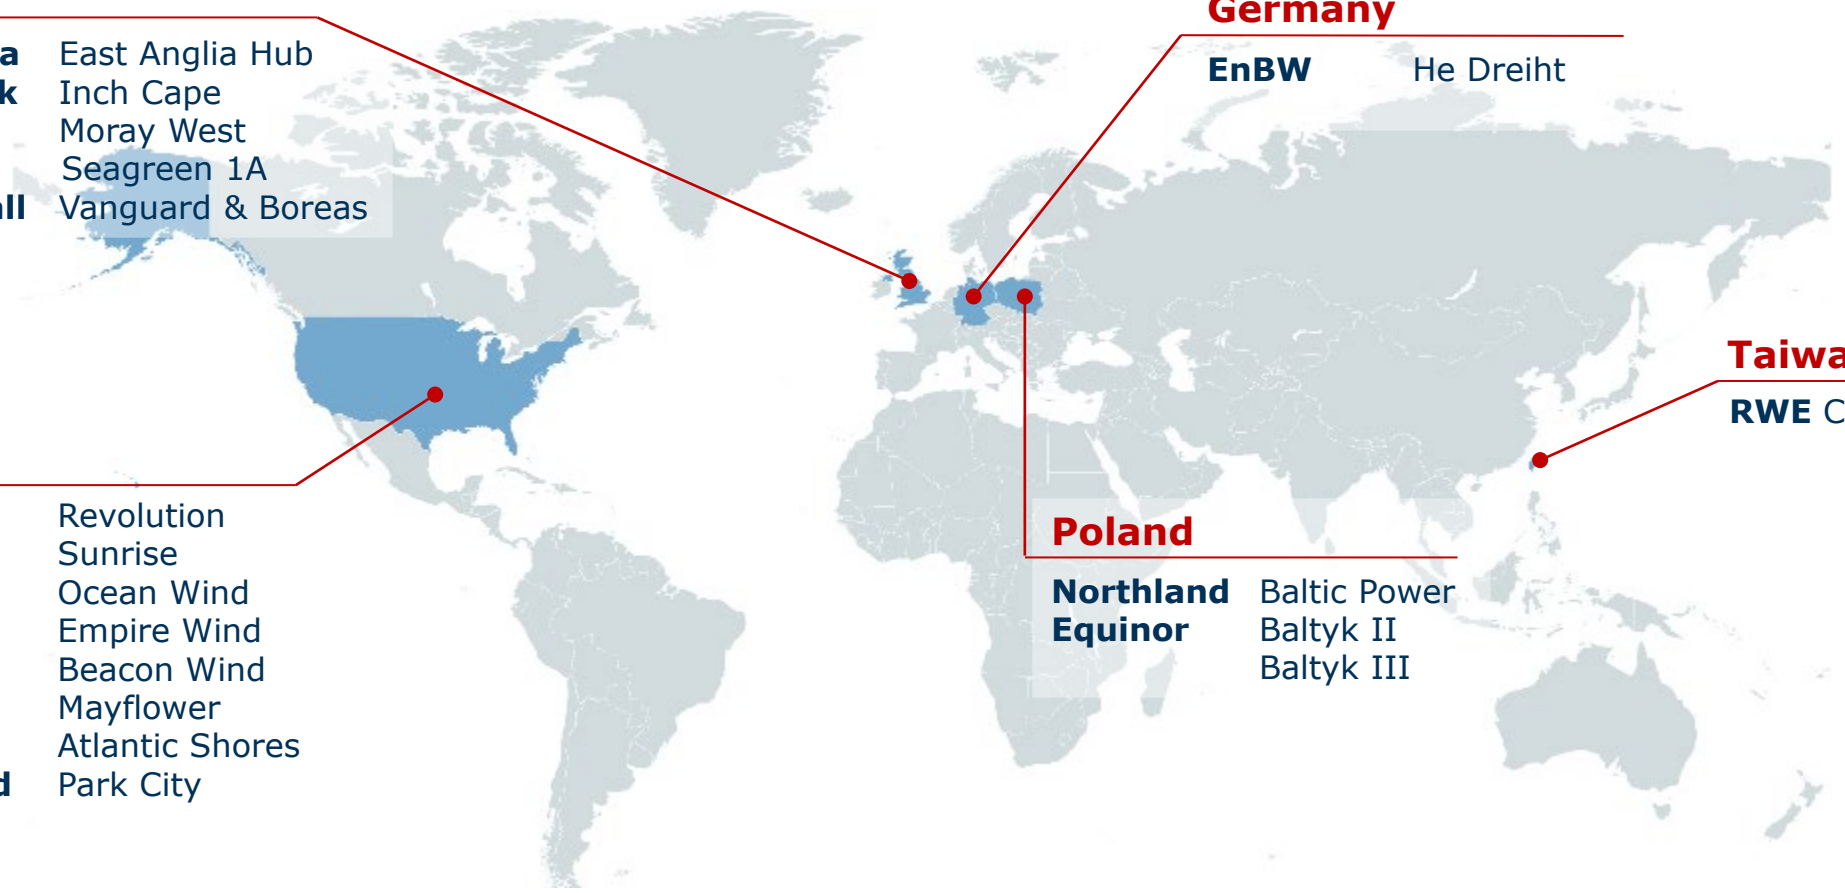 Germany
EnBW He Dreiht
a East Anglia Hub
k Inch Cape
Moray West
Seagreen 1A
all Vanguard & Boreas
Taiwa
RWE C
Revolution
Sunrise
Ocean Wind
Empire Wind
Beacon Wind
Mayflower
Atlantic Shores
d Park City
Poland
Northland Baltic Power
Equinor Baltyk II
Baltyk III